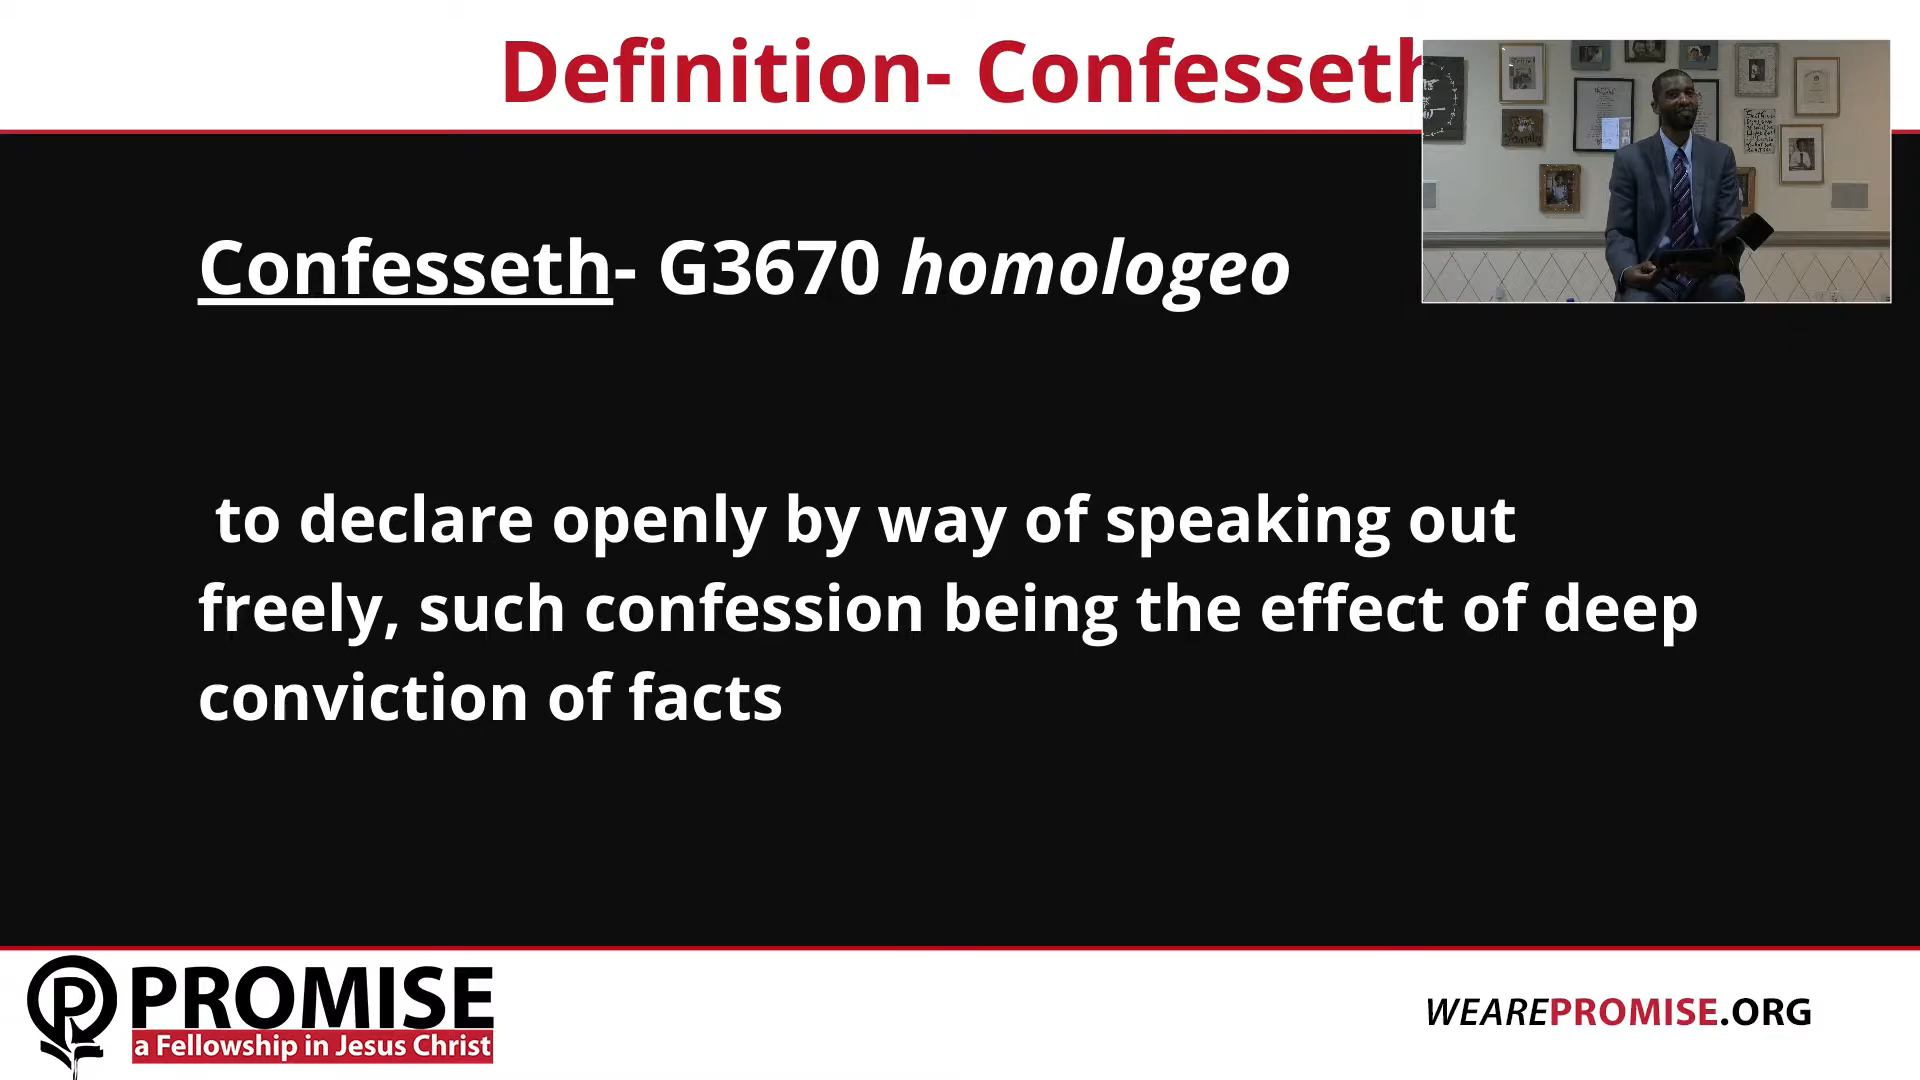 Definition- Confesseth
Confesseth- G3670 homologeo
to declare openly by way of speaking out
freely, such confession being the effect of deep
conviction of facts
PROMISE
a Fellowship in Jesus Christ
WEAREPROMISE.ORG